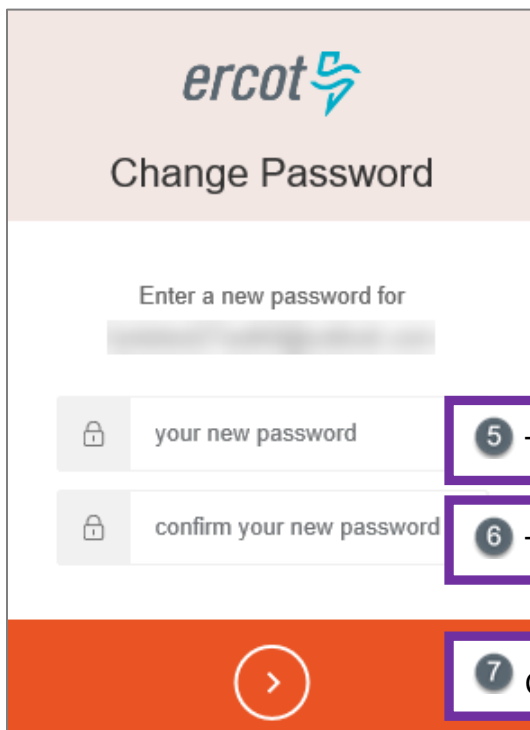 ercot
Change Password
Enter a new password for
your new password
5
confirm your new password
6
7